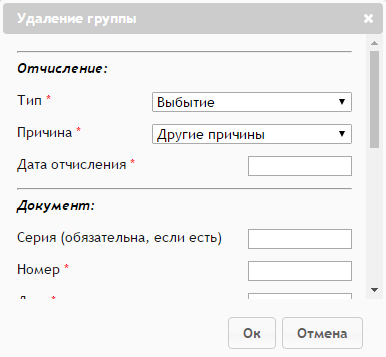 Удаление группы
Отчисление:
Тип * Выбытие
Причина * Другие причины
Дата отчисления *
Документ:
Серия (обязательна, если есть)
Номер *
Ок Отмена